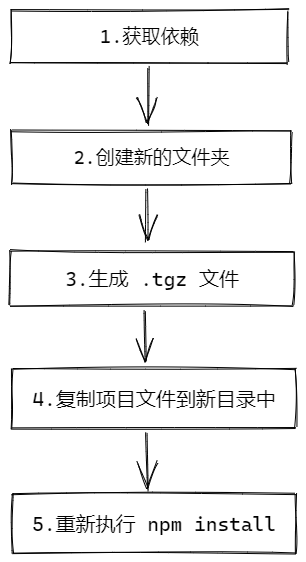 1.获取依赖
2.创建新的文件夹
3.生成 .tgz 文件
4.复制项目文件到新目录中
5.重新执行 npm install